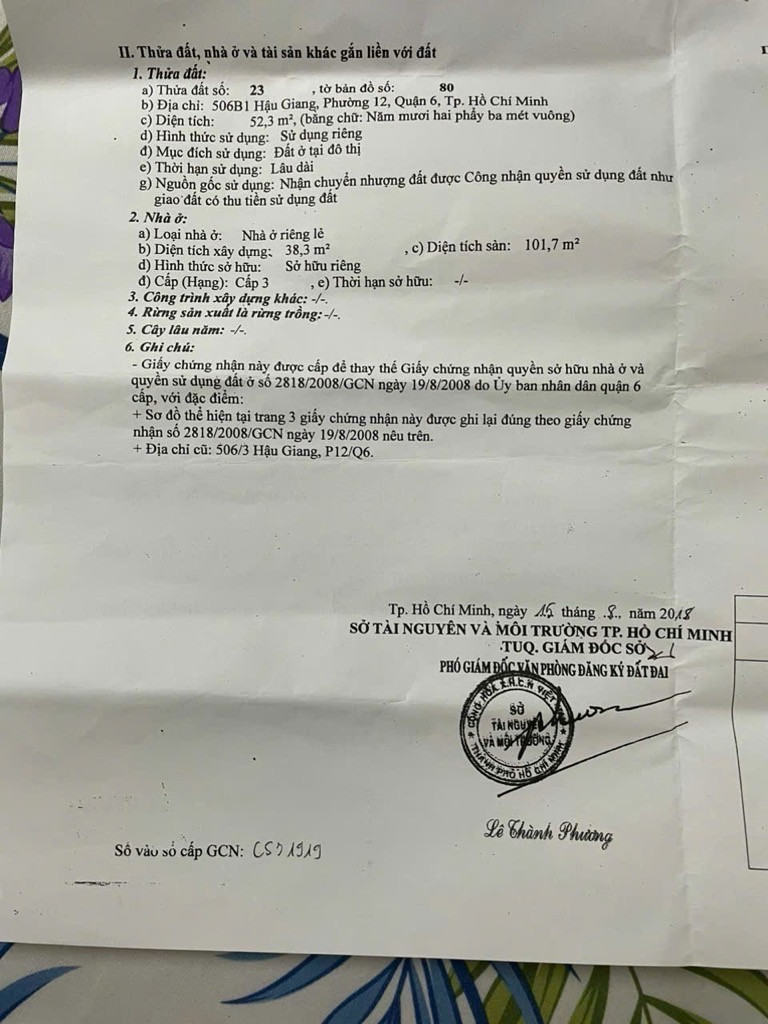 II. Thửa đất, nhà ở và tài sản khác gắn liền với đất
1. Thửa đất:
a) Thửa đất số: 23 , tờ bản đồ số: 80
b) Địa chỉ: 506B1 Hậu Giang, Phường 12, Quận 6, Tp. Hồ Chí Minh
c) Diện tích: 52,3 m², (bằng chữ: Năm mươi hai phẩy ba mét vuông)
d) Hình thức sử dụng: Sử dụng riêng
đ) Mục đích sử dụng: Đất ở tại đô thị
e) Thời hạn sử dụng: Lâu dài
g) Nguồn gốc sử dụng: Nhận chuyển nhượng đất được Công nhận quyền sử dụng đất như
giao đất có thu tiền sử dụng đất
2. Nhà ở:
a) Loại nhà ở: Nhà ở riêng lẻ
b) Diện tích xây dựng: 38,3 m² , c) Diện tích sàn: 101,7 m²
d) Hình thức sở hữu: Sở hữu riêng
đ) Cấp (Hạng): Cấp 3 , e) Thời hạn sở hữu: -/-
3. Công trình xây dựng khác: -/-.
4. Rừng sản xuất là rừng trồng: -/-.
5. Cây lâu năm: -/-.
6. Ghi chú:
- Giấy chứng nhận này được cấp để thay thế Giấy chứng nhận quyền sở hữu nhà ở và
quyền sử dụng đất ở số 2818/2008/GCN ngày 19/8/2008 do Ủy ban nhân dân quận 6
cấp, với đặc điểm:
+ Sơ đồ thể hiện tại trang 3 giấy chứng nhận này được ghi lại đúng theo giấy chứng
nhận số 2818/2008/GCN ngày 19/8/2008 nêu trên.
+ Địa chỉ cũ: 506/3 Hậu Giang, P12/Q6.
Tp. Hồ Chí Minh, ngày 15 tháng .8.. năm 2018
SỞ TÀI NGUYÊN VÀ MÔI TRƯỜNG TP. HỒ CHÍ MINH
TUQ. GIÁM ĐỐC SỞ
PHÓ GIÁM ĐỐC VĂN PHÒNG ĐĂNG KÝ ĐẤT ĐAI
CỘNG HÒA X.H.C.N VIỆT
SỞ
TÀI NGUYÊN
VÀ MÔI TRƯỜNG
THÀNH PHỐ HỒ CHÍ MINH
Lê Thành Phương
Số vào sổ cấp GCN: